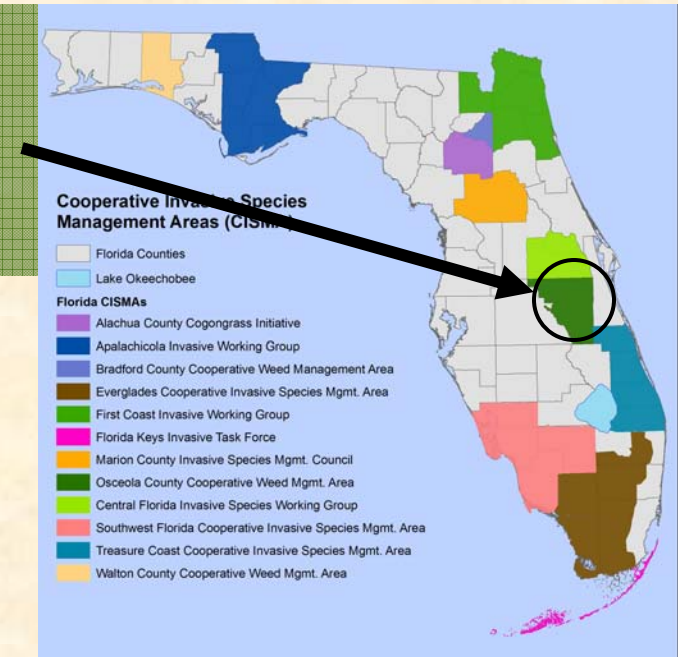 Cooperative Invasive Species
Management Areas (CISMA)
Florida Counties
Lake Okeechobee
Florida CISMAs
Alachua County Cogongrass Initiative
Apalachicola Invasive Working Group
Bradford County Cooperative Weed Management Area
Everglades Cooperative Invasive Species Mgmt. Area
First Coast Invasive Working Group
Florida Keys Invasive Task Force
Marion County Invasive Species Mgmt. Council
Osceola County Cooperative Weed Mgmt. Area
Central Florida Invasive Species Working Group
Southwest Florida Cooperative Invasive Species Mgmt. Area
Treasure Coast Cooperative Invasive Species Mgmt. Area
Walton County Cooperative Weed Mgmt. Area